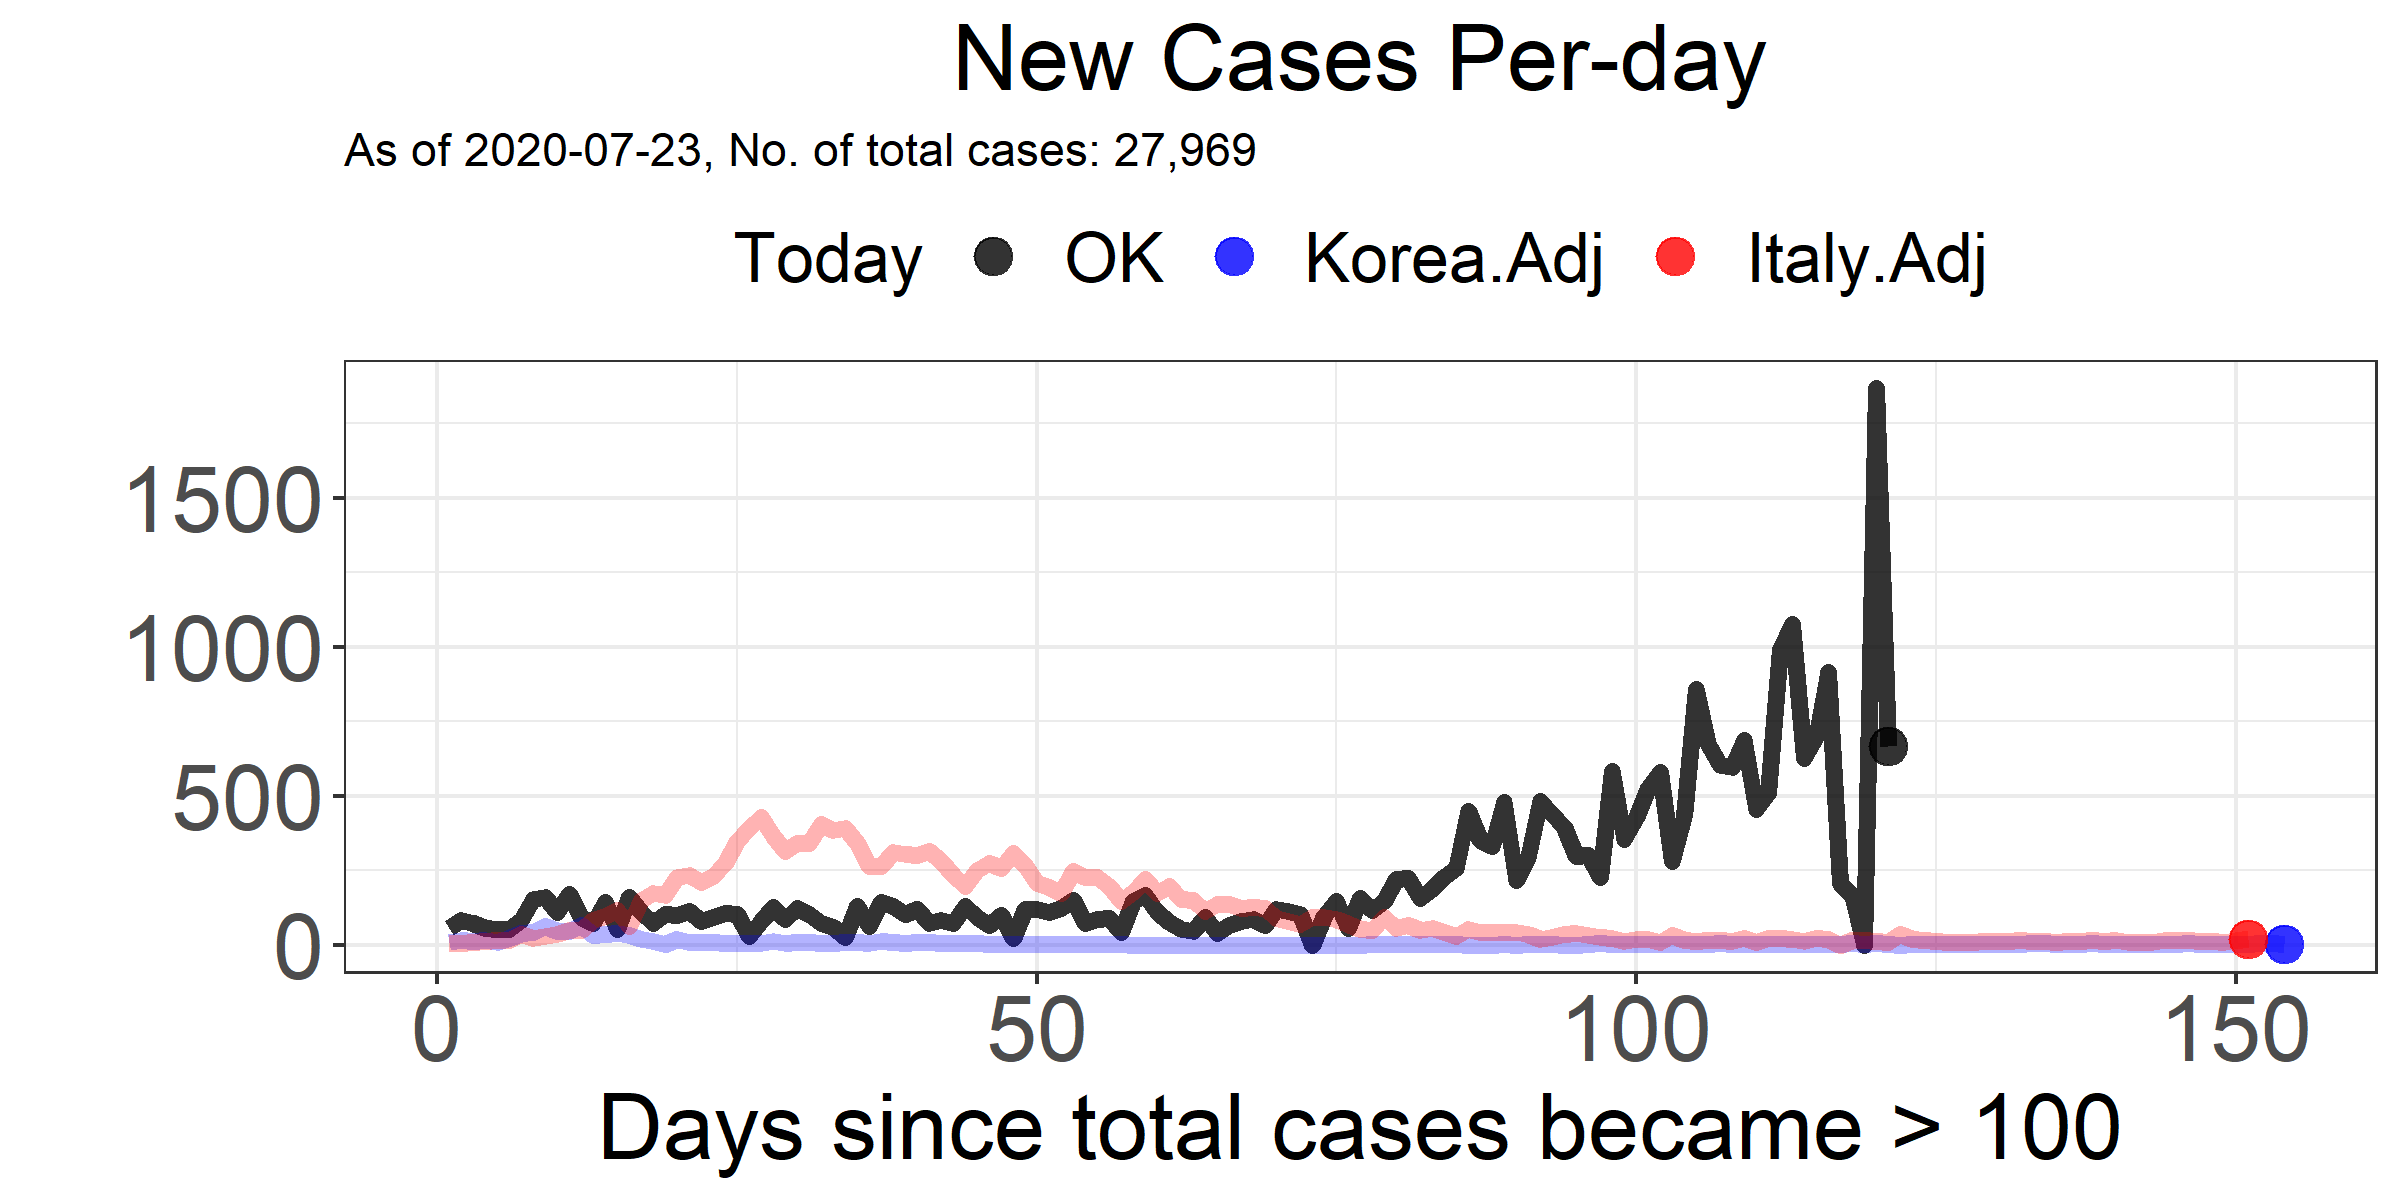 New Cases Per-day
As of 2020-07-23, No. of total cases: 27,969
Today OK Korea.Adj Italy.Adj
1500
1000
500
0
0 50 100 150
Days since total cases became > 100